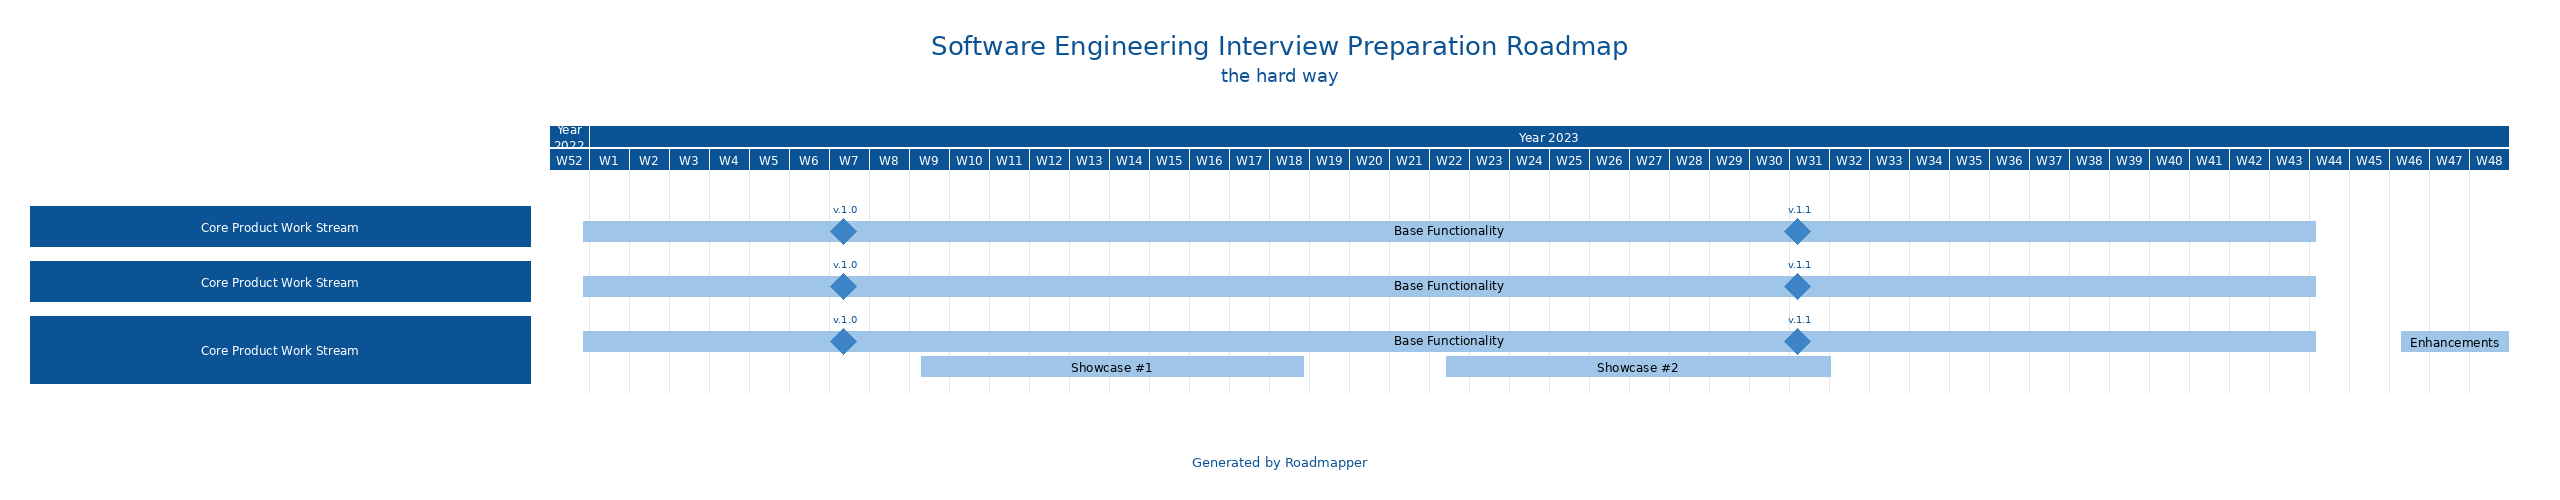 Software Engineering Interview Preparation Roadmap
the hard way
Year
2022
Year 2023
W52 W1 W2 W3 W4 W5 W6 W7 W8 W9 W10 W11 W12 W13 W14 W15 W16 W17 W18 W19 W20 W21 W22 W23 W24 W25 W26 W27 W28 W29 W30 W31 W32 W33 W34 W35 W36 W37 W38 W39 W40 W41 W42 W43 W44 W45 W46 W47 W48
v.1.0 v.1.1
Core Product Work Stream Base Functionality
v.1.0 v.1.1
Core Product Work Stream Base Functionality
v.1.0 v.1.1
Base Functionality Enhancements
Core Product Work Stream
Showcase #1 Showcase #2
Generated by Roadmapper